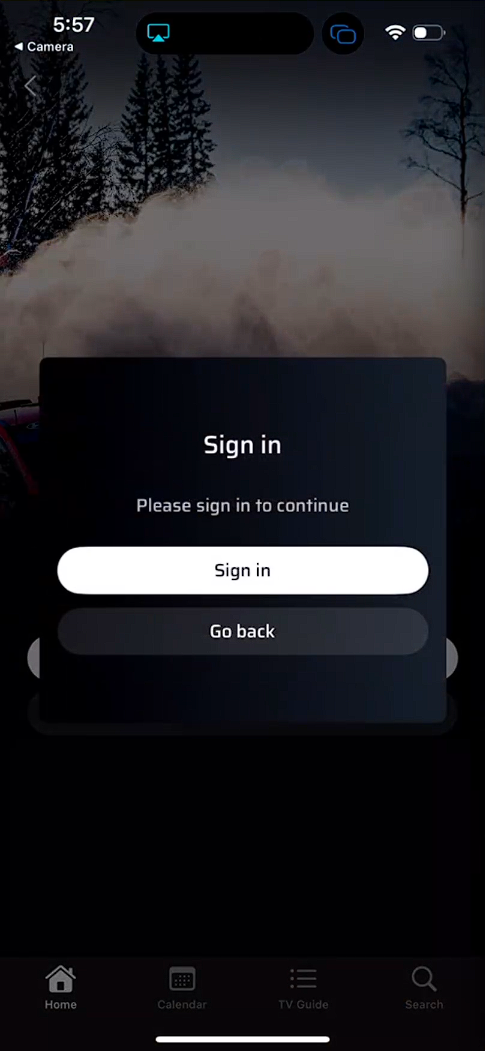 5:57
◀ Camera
Sign in
Please sign in to continue
Sign in
Go back
Home
Calendar
TV Guide
Search